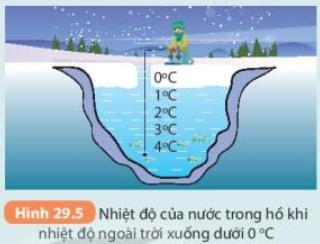 0°C
1°C
2°C
3°C
4°C
Hình 29.5 Nhiệt độ của nước trong hồ khi
nhiệt độ ngoài trời xuống dưới 0 °C